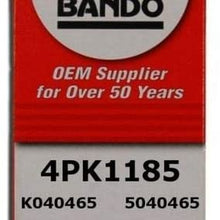 BANDO
OEM Supplier
for Over 50 Years
4PK1185
K040465 5040465